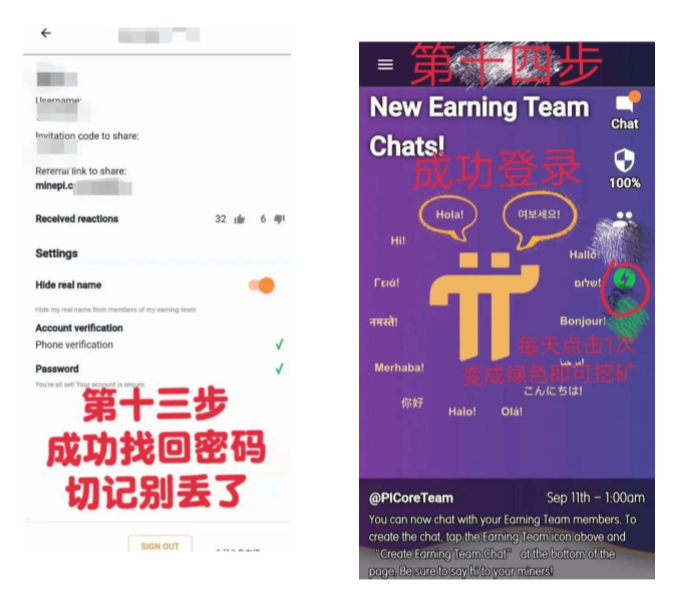 Username:
Invitation code to share:
Referral link to share:
minepi.c
Received reactions 32 6
Settings
Hide real name
Hide my real name from members of my earning team
Account verification
Phone verification
Password
You're all set! Your account is secure.
第十三步
成功找回密码
切记别丢了
SIGN OUT
第十四步
New Earning Team
Chats!
Chat
成功登录
100%
Hola!
여보세요!
Hi!
Hallo!
Γειά!
שלום!
नमस्ते!
Bonjour!
每天点击1次
Merhaba!
变成绿色即可挖矿
こんにちは!
你好
Halo!
Olá!
@PICoreTeam Sep 11th – 1:00am
You can now chat with your Earning Team members. To
create the chat, tap the Earning Team icon above and
“Create Earning Team Chat” at the bottom of the
page. Be sure to say hi to your miners!